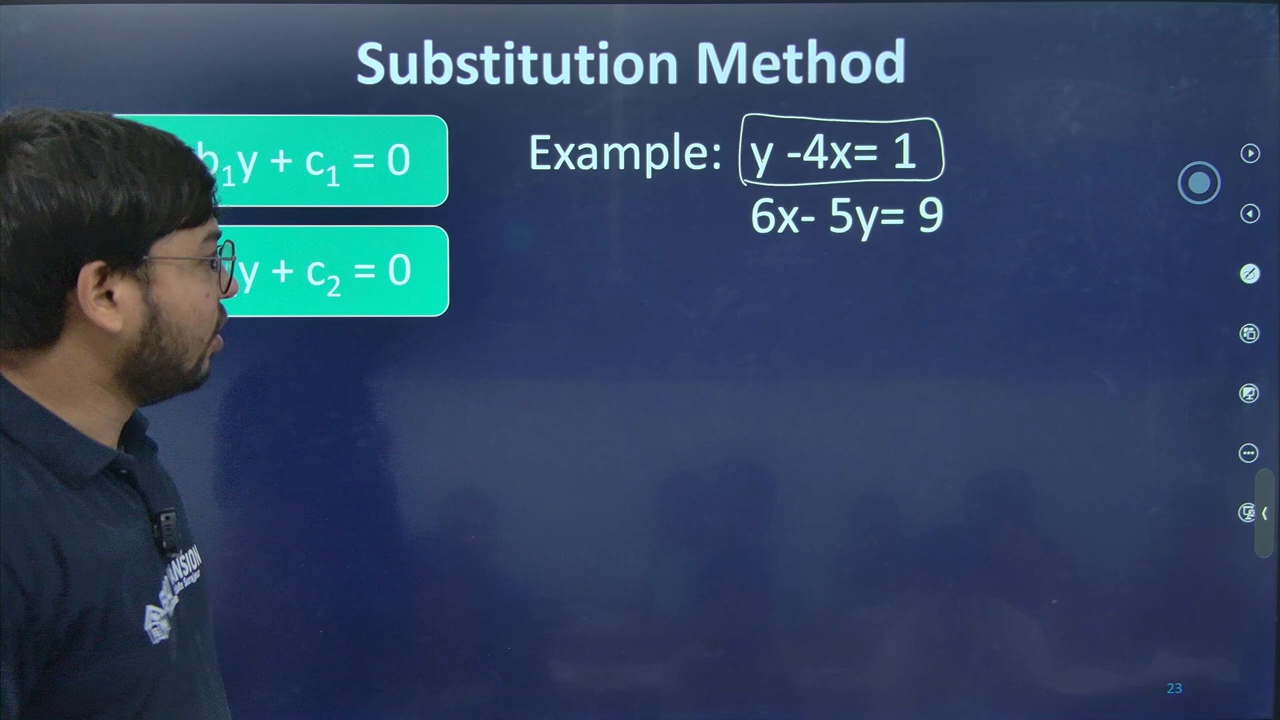 Substitution Method
b₁y + c₁ = 0
y + c₂ = 0
Example: y -4x= 1
6x- 5y= 9
23